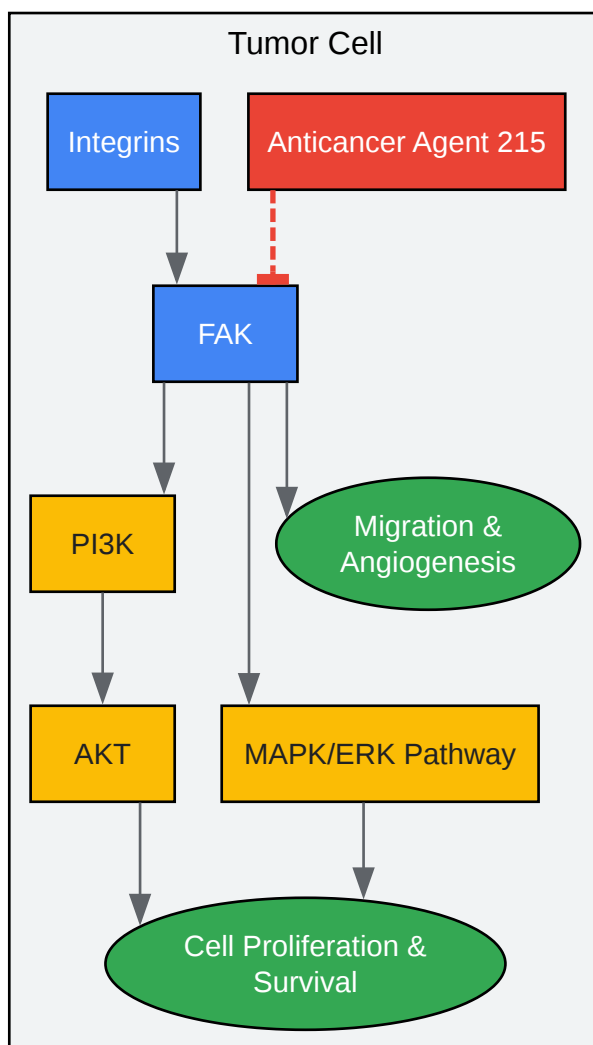 Tumor Cell
Integrins
Anticancer Agent 215
FAK
PI3K
Migration &
Angiogenesis
AKT
MAPK/ERK Pathway
Cell Proliferation &
Survival